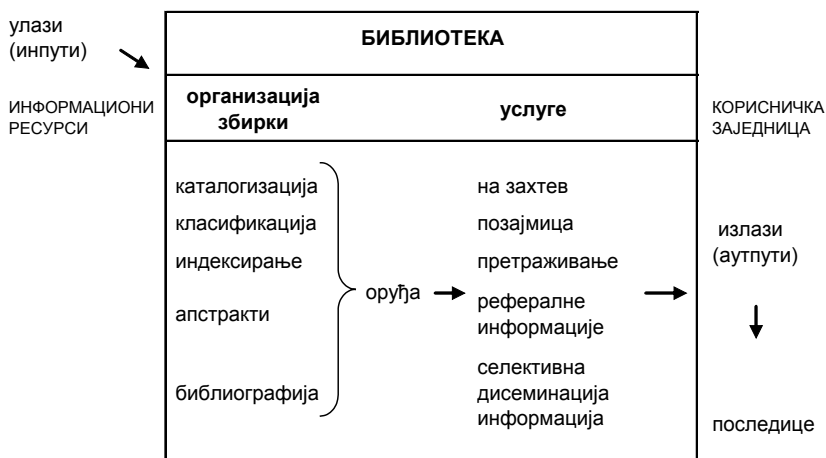 улази
(инпути)
БИБЛИОТЕКА
ИНФОРМАЦИОНИ
РЕСУРСИ
организација
збирки
услуге
КОРИСНИЧКА
ЗАЈЕДНИЦА
каталогизација
класификација
индексирање
апстракти
библиографија
оруђа
на захтев
позајмица
претраживање
рефералне
информације
селективна
дисеминација
информација
излази
(аутпути)
последице